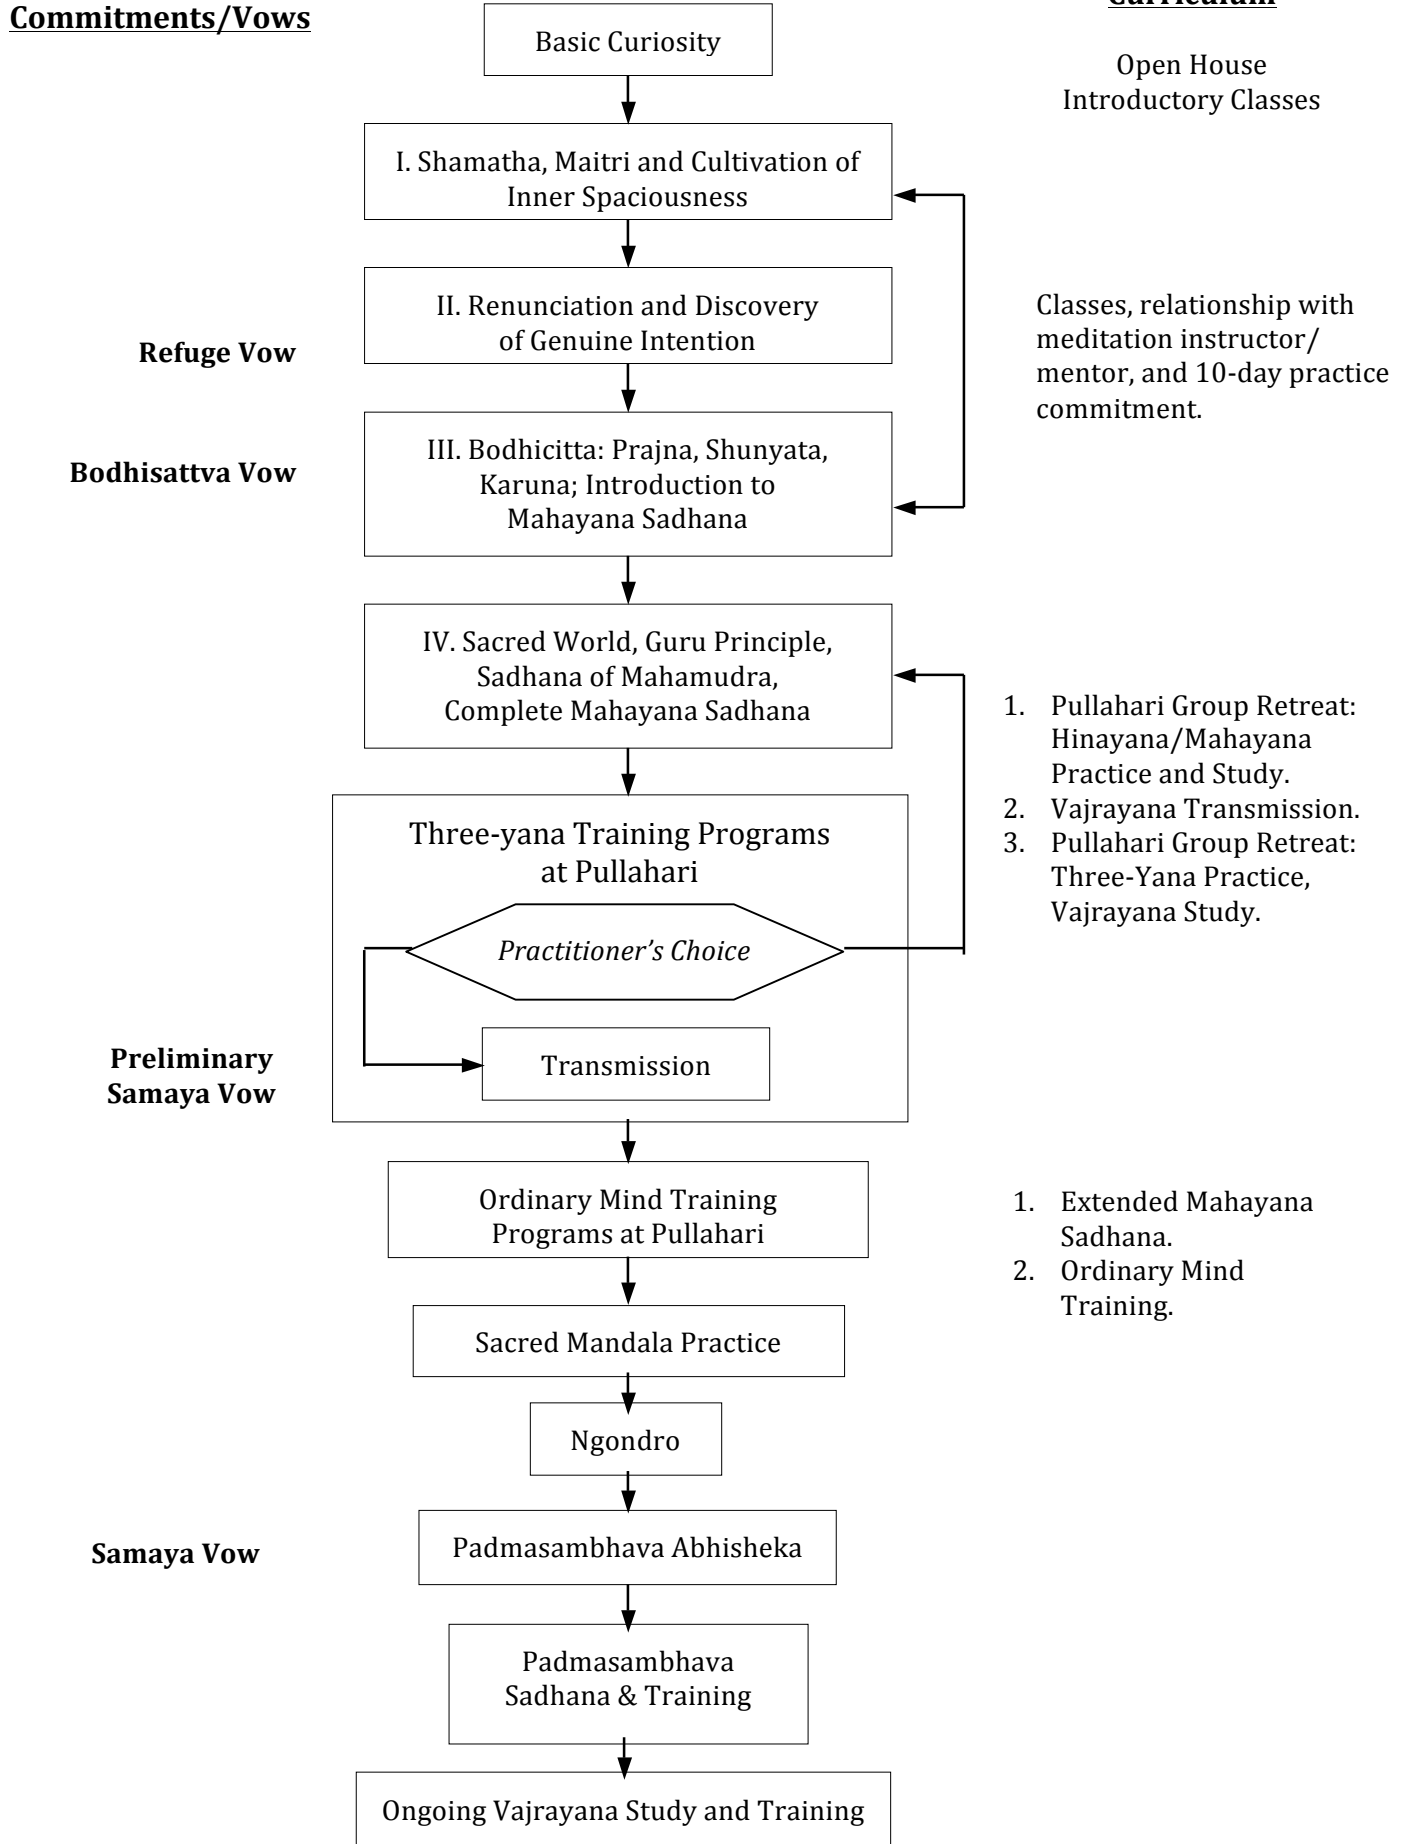 Commitments/Vows
Curriculum
Basic Curiosity
Open House
Introductory Classes
I. Shamatha, Maitri and Cultivation of
Inner Spaciousness
II. Renunciation and Discovery
of Genuine Intention
Refuge Vow
Classes, relationship with
meditation instructor/
mentor, and 10-day practice
commitment.
Bodhisattva Vow
III. Bodhicitta: Prajna, Shunyata,
Karuna; Introduction to
Mahayana Sadhana
IV. Sacred World, Guru Principle,
Sadhana of Mahamudra,
Complete Mahayana Sadhana
1. Pullahari Group Retreat:
Hinayana/Mahayana
Practice and Study.
2. Vajrayana Transmission.
3. Pullahari Group Retreat:
Three-Yana Practice,
Vajrayana Study.
Three-yana Training Programs
at Pullahari
Practitioner’s Choice
Preliminary
Samaya Vow
Transmission
Ordinary Mind Training
Programs at Pullahari
1. Extended Mahayana
Sadhana.
2. Ordinary Mind
Training.
Sacred Mandala Practice
Ngondro
Samaya Vow
Padmasambhava Abhisheka
Padmasambhava
Sadhana & Training
Ongoing Vajrayana Study and Training